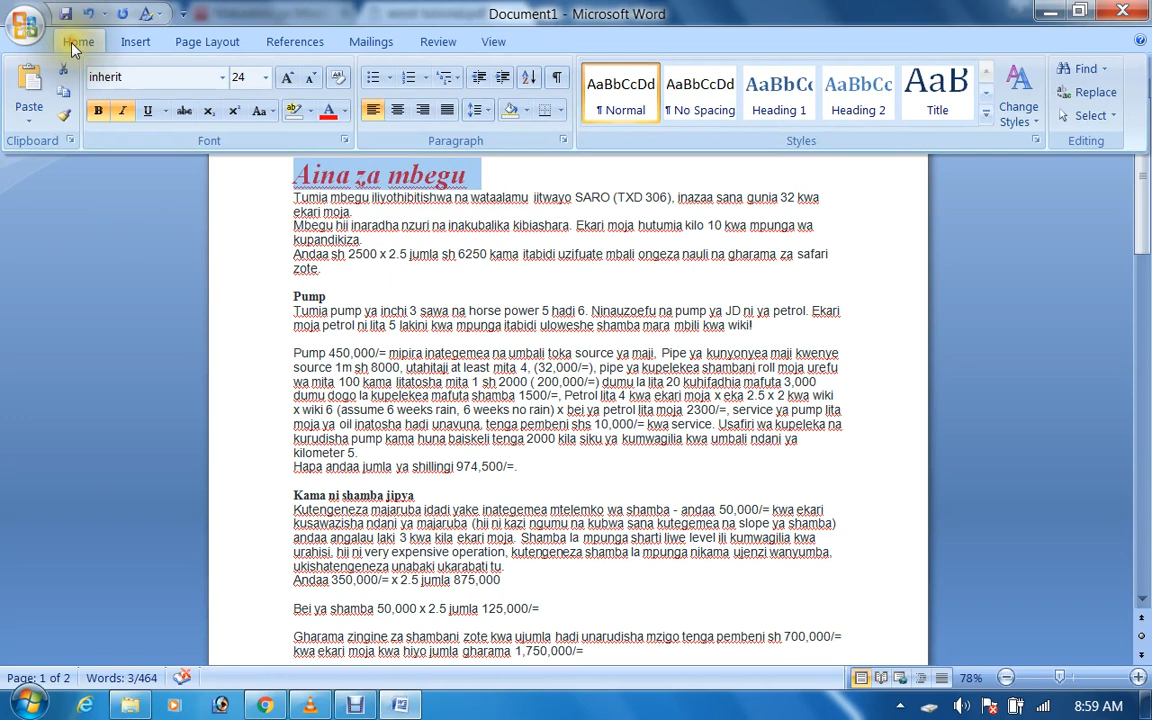 Document1 - Microsoft Word
Home Insert Page Layout References Mailings Review View
inherit 24 AaBbCcDd AaBbCcDd AaBbCc AaBbCc AaB
Paste B I U abc X₂ X² Aa A ¶ Normal ¶ No Spacing Heading 1 Heading 2 Title Change Styles Find Replace Select
Clipboard Font Paragraph Styles Editing
Aina za mbegu
Tumia mbegu iliyothibitishwa na wataalamu iitwayo SARO (TXD 306), inazaa sana gunia 32 kwa
ekari moja.
Mbegu hii inaradha nzuri na inakubalika kibiashara. Ekari moja hutumia kilo 10 kwa mpunga wa
kupandikiza.
Andaa sh 2500 x 2.5 jumla sh 6250 kama itabidi uzifuate mbali ongeza nauli na gharama za safari
zote.
Pump
Tumia pump ya inchi 3 sawa na horse power 5 hadi 6. Ninauzoefu na pump ya JD ni ya petrol. Ekari
moja petrol ni lita 5 lakini kwa mpunga itabidi uloweshe shamba mara mbili kwa wiki!
Pump 450,000/= mipira inategemea na umbali toka source ya maji, Pipe ya kunyonyea maji kwenye
source 1m sh 8000, utahitaji at least mita 4, (32,000/=), pipe ya kupelekea shambani roll moja urefu
wa mita 100 kama litatosha mita 1 sh 2000 ( 200,000/=) dumu la lita 20 kuhifadhia mafuta 3,000
dumu dogo la kupelekea mafuta shamba 1500/=, Petrol lita 4 kwa ekari moja x eka 2.5 x 2 kwa wiki
x wiki 6 (assume 6 weeks rain, 6 weeks no rain) x bei ya petrol lita moja 2300/=, service ya pump lita
moja ya oil inatosha hadi unavuna, tenga pembeni shs 10,000/= kwa service. Usafiri wa kupeleka na
kurudisha pump kama huna baiskeli tenga 2000 kila siku ya kumwagilia kwa umbali ndani ya
kilometer 5.
Hapa andaa jumla ya shillingi 974,500/=.
Kama ni shamba jipya
Kutengeneza majaruba idadi yake inategemea mtelemko wa shamba - andaa 50,000/= kwa ekari
kusawazisha ndani ya majaruba (hii ni kazi ngumu na kubwa sana kutegemea na slope ya shamba)
andaa angalau laki 3 kwa kila ekari moja. Shamba la mpunga sharti liwe level ili kumwagilia kwa
urahisi, hii ni very expensive operation, kutengeneza shamba la mpunga nikama ujenzi wanyumba,
ukishatengeneza unabaki ukarabati tu.
Andaa 350,000/= x 2.5 jumla 875,000
Bei ya shamba 50,000 x 2.5 jumla 125,000/=
Gharama zingine za shambani zote kwa ujumla hadi unarudisha mzigo tenga pembeni sh 700,000/=
kwa ekari moja kwa hiyo jumla gharama 1,750,000/=
Page: 1 of 2 Words: 3/464 78%
8:59 AM